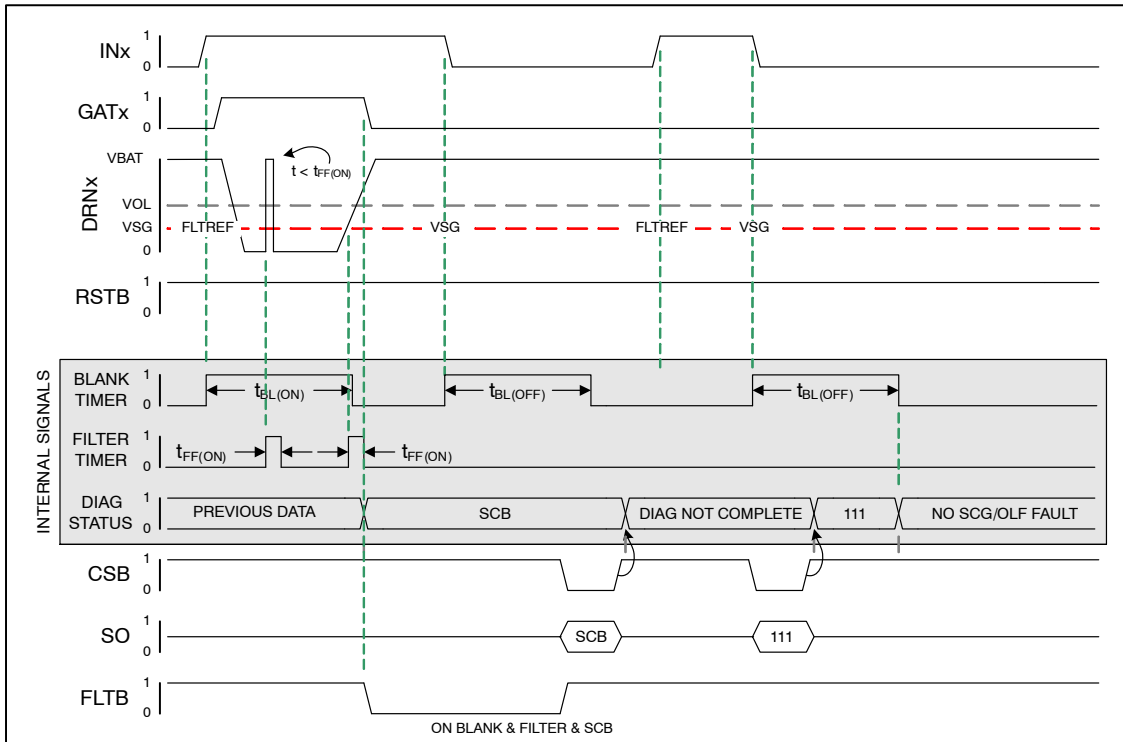 INx
1
0
GATx
1
0
DRNx
VBAT
VOL
VSG
t < tFF(ON)
FLTREF
VSG
FLTREF
VSG
0
RSTB
1
0
INTERNAL SIGNALS
BLANK
TIMER
1
0
tBL(ON)
tBL(OFF)
tBL(OFF)
FILTER
TIMER
1
0
tFF(ON)
tFF(ON)
DIAG
STATUS
1
0
PREVIOUS DATA
SCB
DIAG NOT COMPLETE
111
NO SCG/OLF FAULT
CSB
1
0
SO
1
0
SCB
111
FLTB
1
0
ON BLANK & FILTER & SCB